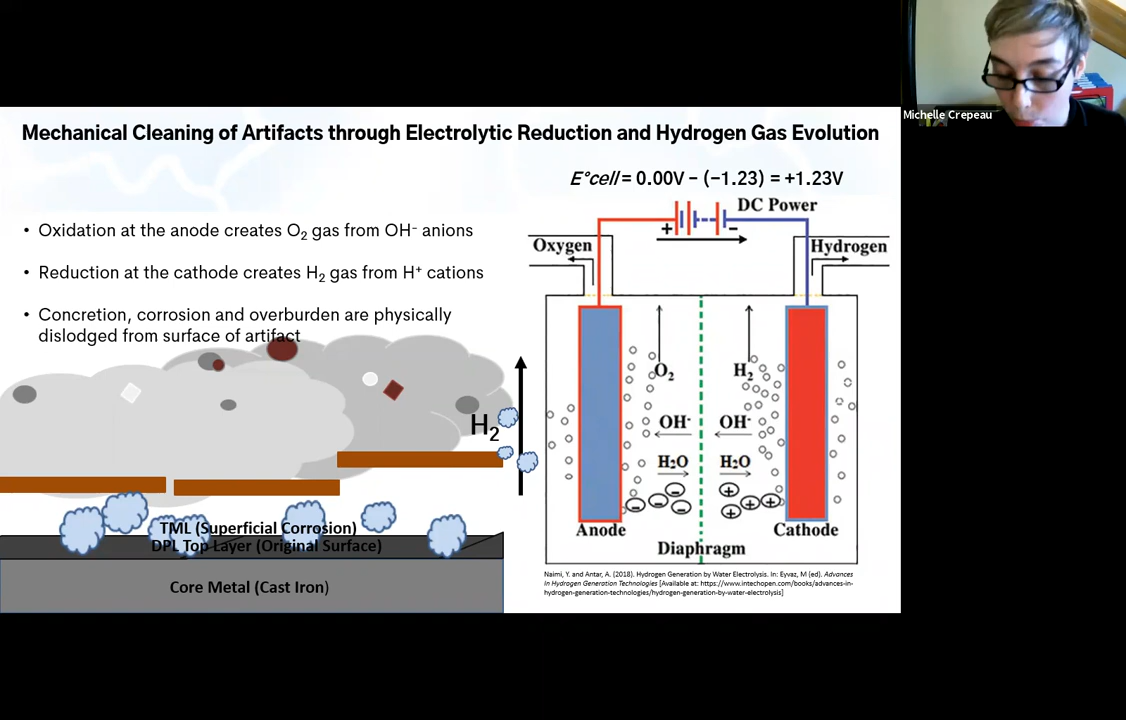 Michelle Crepeau
Mechanical Cleaning of Artifacts through Electrolytic Reduction and Hydrogen Gas Evolution
E°cell = 0.00V – (–1.23) = +1.23V
• Oxidation at the anode creates O₂ gas from OH⁻ anions
• Reduction at the cathode creates H₂ gas from H⁺ cations
• Concretion, corrosion and overburden are physically
dislodged from surface of artifact
H₂
TML (Superficial Corrosion)
DPL Top Layer (Original Surface)
Core Metal (Cast Iron)
DC Power
+ –
Oxygen
Hydrogen
O₂
H₂
OH⁻ OH⁻
H₂O H₂O
Anode
Cathode
Diaphragm
Naimi, Y. and Antar, A. (2018). Hydrogen Generation by Water Electrolysis. In: Eyvaz, M (ed). Advances
In Hydrogen Generation Technologies [Available at: https://www.intechopen.com/books/advances-in-
hydrogen-generation-technologies/hydrogen-generation-by-water-electrolysis]